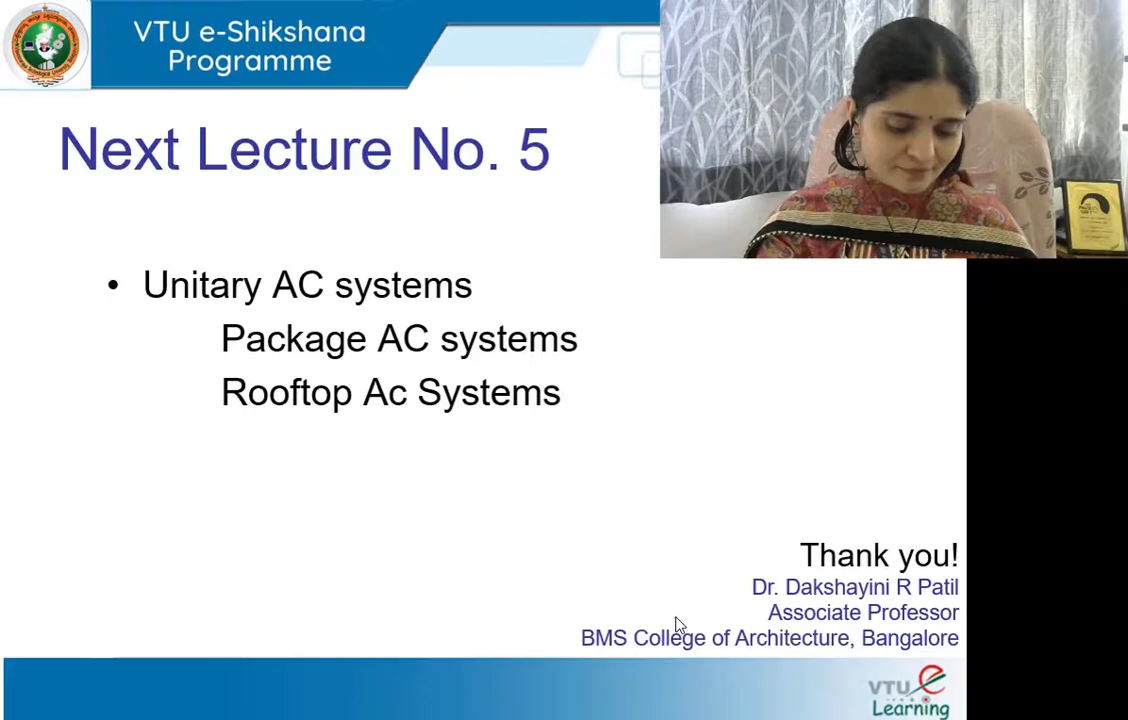 VTU e-Shikshana
Programme
Next Lecture No. 5
• Unitary AC systems
Package AC systems
Rooftop Ac Systems
Thank you!
Dr. Dakshayini R Patil
Associate Professor
BMS College of Architecture, Bangalore
VTU e
Learning